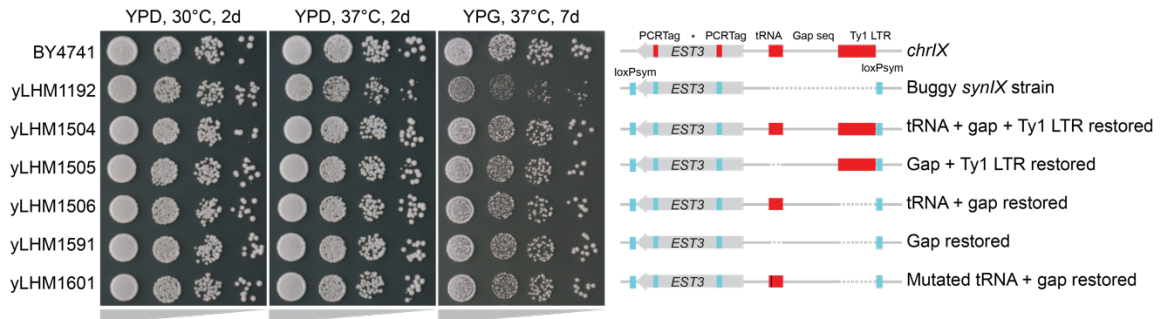 YPD, 30°C, 2d YPD, 37°C, 2d YPG, 37°C, 7d
PCRTag * PCRTag tRNA Gap seq Ty1 LTR
BY4741 EST3 chrIX
loxPsym loxPsym
yLHM1192 EST3 Buggy synIX strain
yLHM1504 EST3 tRNA + gap + Ty1 LTR restored
yLHM1505 EST3 Gap + Ty1 LTR restored
yLHM1506 EST3 tRNA + gap restored
yLHM1591 EST3 Gap restored
yLHM1601 EST3 Mutated tRNA + gap restored